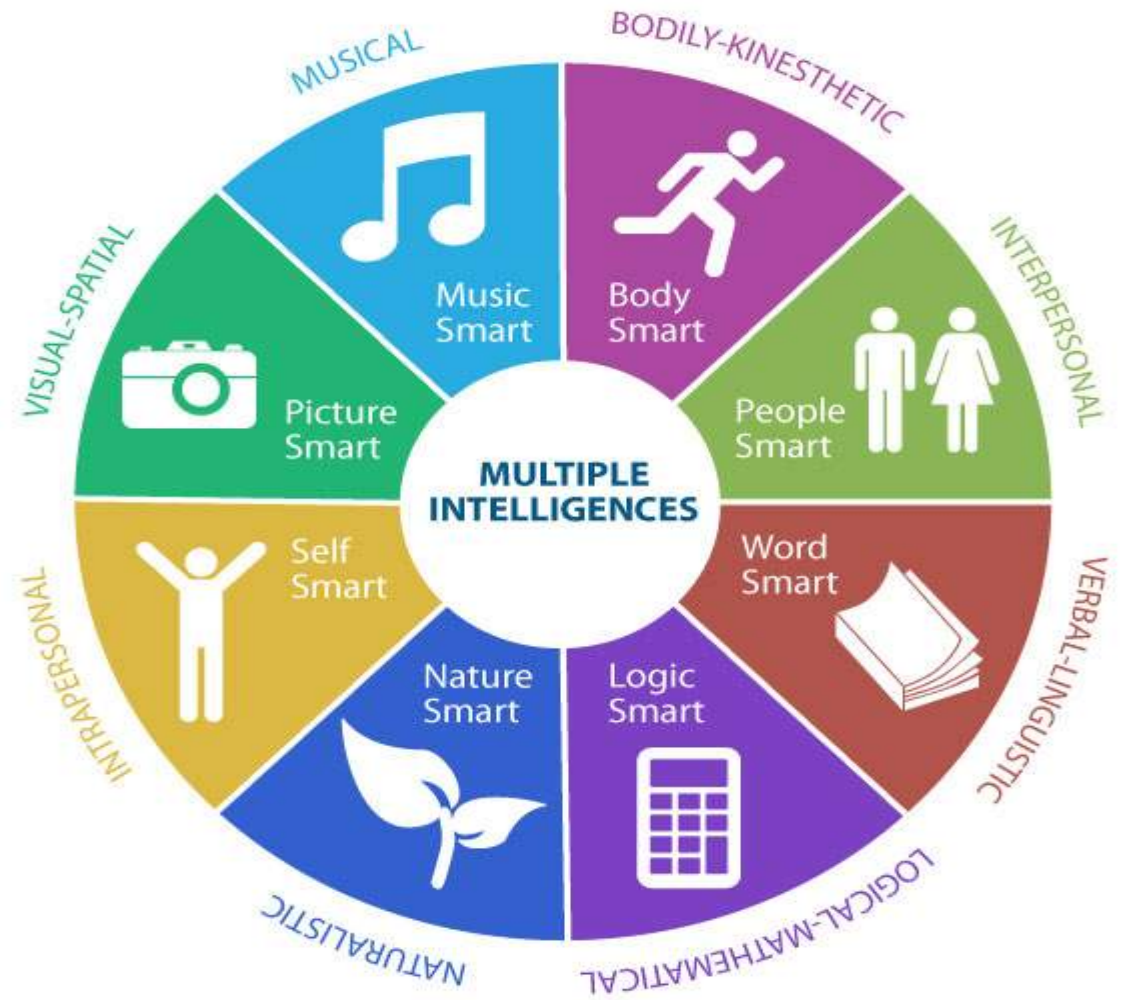 MUSICAL
BODILY-KINESTHETIC
INTERPERSONAL
VERBAL-LINGUISTIC
LOGICAL-MATHEMATICAL
NATURALISTIC
INTRAPERSONAL
VISUAL-SPATIAL
Music
Smart
Body
Smart
People
Smart
Word
Smart
Logic
Smart
Nature
Smart
Self
Smart
Picture
Smart
MULTIPLE
INTELLIGENCES